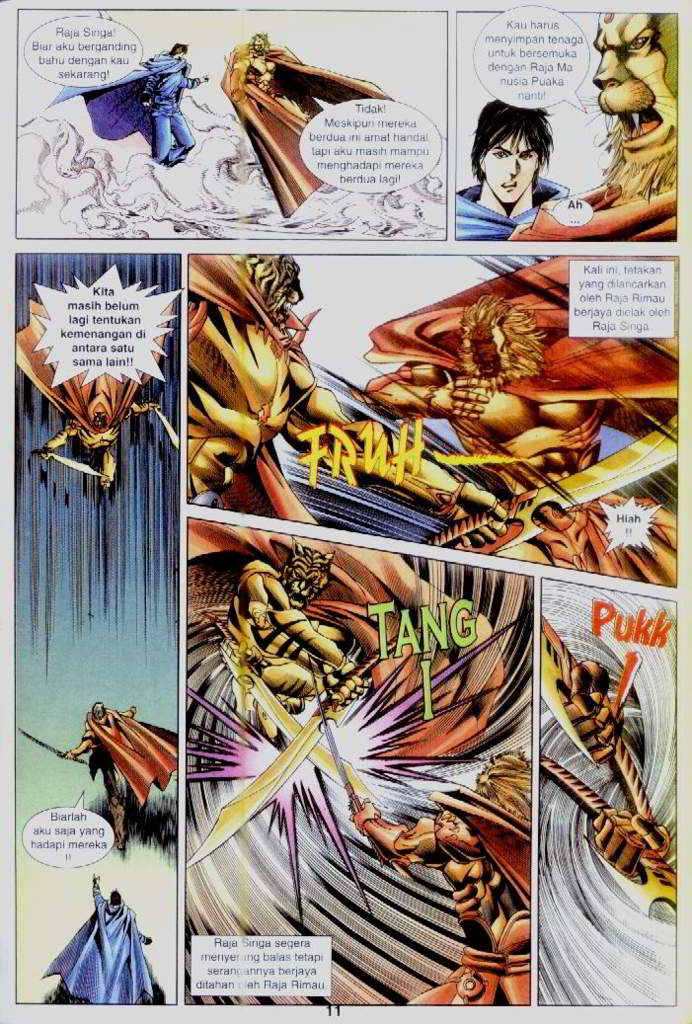 Raja Singa!
Biar aku berganding
bahu dengan kau
sekarang!
Tidak!
Meskipun mereka
berdua ini amat handal,
tapi aku masih mampu
menghadapi mereka
berdua lagi!
Kau harus
menyimpan tenaga
untuk bersemuka
dengan Raja Ma
nusia Puaka
nanti!
Ah
...
Kita
masih belum
lagi tentukan
kemenangan di
antara satu
sama lain!!
Biarlah
aku saja yang
hadapi mereka
!!
Kali ini, tetakan
yang dilancarkan
oleh Raja Rimau
berjaya dielak oleh
Raja Singa.
FRUH
Hiah
!!
TANG
!
Raja Singa segera
menyerang balas tetapi
serangannya berjaya
ditahan oleh Raja Rimau.
Pukk
!
11